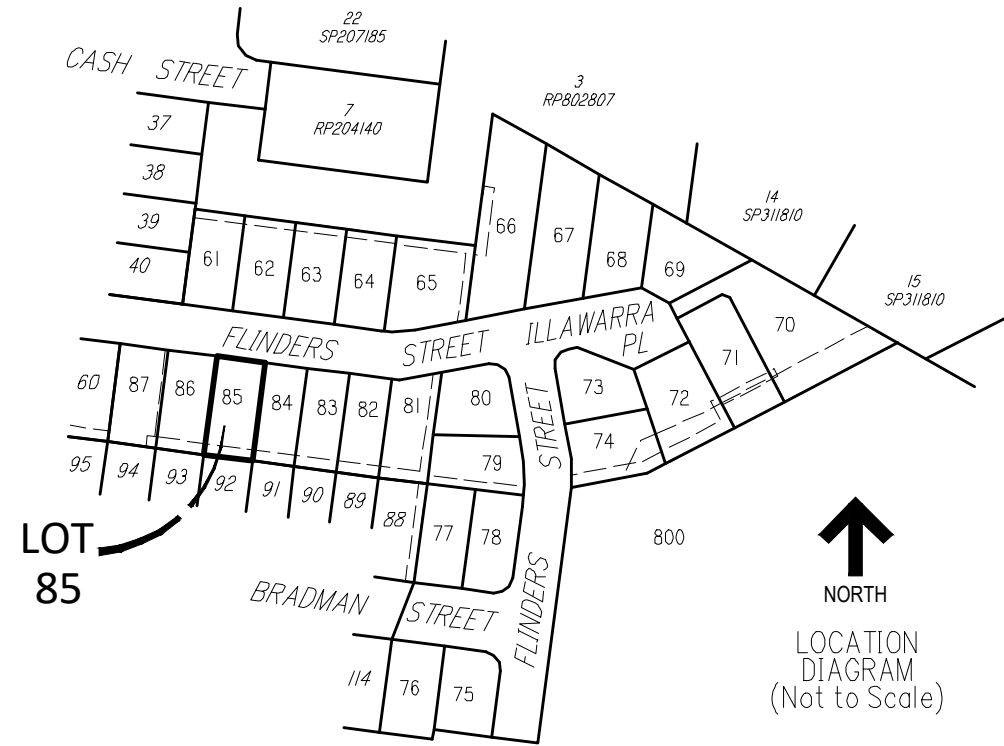 22
SP207185
CASH STREET
3
RP802807
7
RP204140
37
38
39
40
14
SP311810
15
SP311810
61
62
63
64
65
66
67
68
69
70
FLINDERS STREET
ILLAWARRA
PL
71
72
73
74
60
87
86
85
84
83
82
81
80
79
STREET
95
94
93
92
91
90
89
88
77
78
800
LOT
85
BRADMAN STREET
FLINDERS
114
76
75
NORTH
LOCATION
DIAGRAM
(Not to Scale)